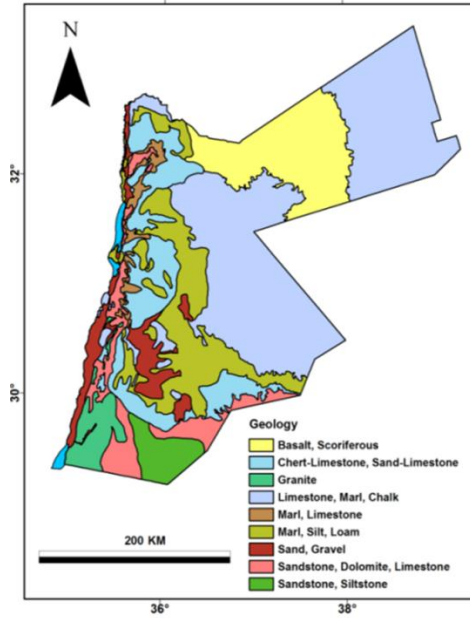 N
32°
30°
Geology
Basalt, Scoriferous
Chert-Limestone, Sand-Limestone
Granite
Limestone, Marl, Chalk
Marl, Limestone
Marl, Silt, Loam
Sand, Gravel
Sandstone, Dolomite, Limestone
Sandstone, Siltstone
200 KM
36°
38°